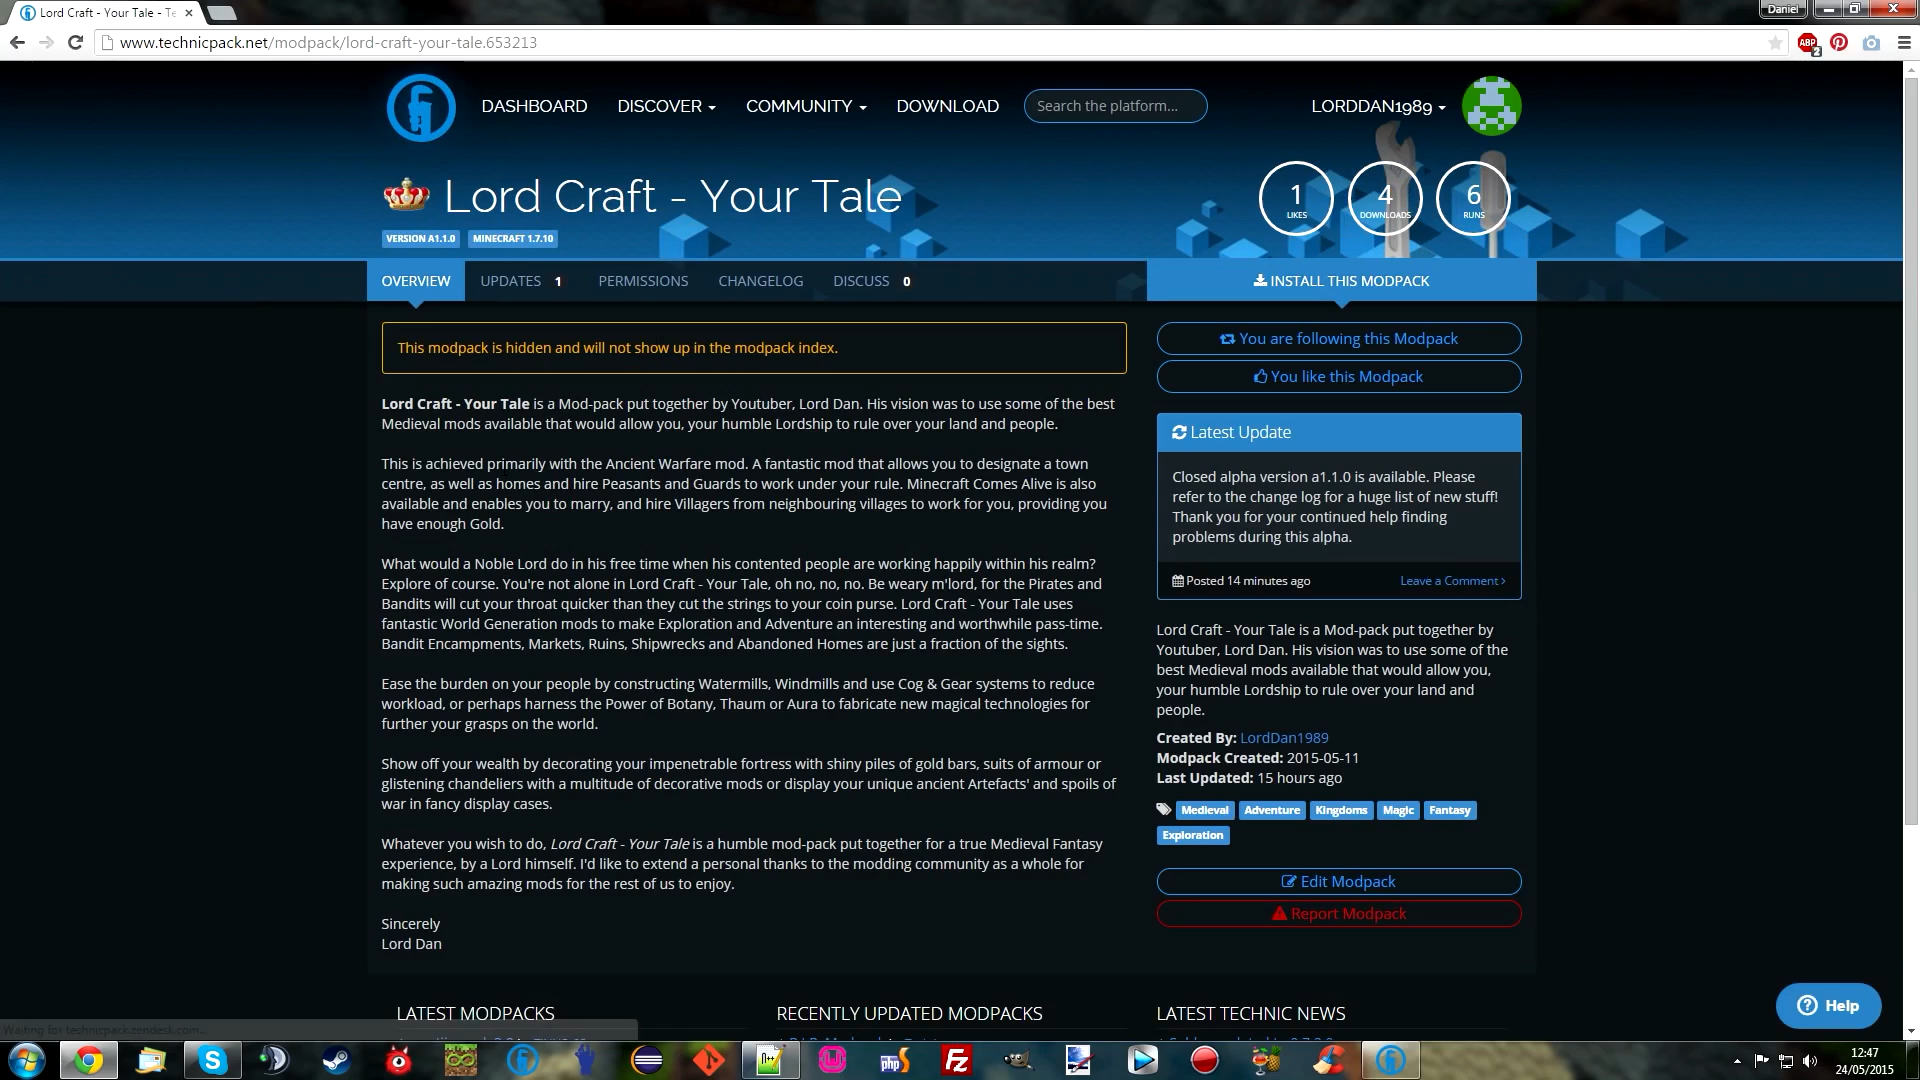 Lord Craft - Your Tale - Te
Daniel
www.technicpack.net/modpack/lord-craft-your-tale.653213
ABP
2
DASHBOARD
DISCOVER
COMMUNITY
DOWNLOAD
Search the platform...
LORDDAN1989
Lord Craft - Your Tale
VERSION A1.1.0
MINECRAFT 1.7.10
1
LIKES
4
DOWNLOADS
6
RUNS
OVERVIEW
UPDATES 1
PERMISSIONS
CHANGELOG
DISCUSS 0
INSTALL THIS MODPACK
This modpack is hidden and will not show up in the modpack index.
Lord Craft - Your Tale is a Mod-pack put together by Youtuber, Lord Dan. His vision was to use some of the best
Medieval mods available that would allow you, your humble Lordship to rule over your land and people.
This is achieved primarily with the Ancient Warfare mod. A fantastic mod that allows you to designate a town
centre, as well as homes and hire Peasants and Guards to work under your rule. Minecraft Comes Alive is also
available and enables you to marry, and hire Villagers from neighbouring villages to work for you, providing you
have enough Gold.
What would a Noble Lord do in his free time when his contented people are working happily within his realm?
Explore of course. You're not alone in Lord Craft - Your Tale, oh no, no, no. Be weary m'lord, for the Pirates and
Bandits will cut your throat quicker than they cut the strings to your coin purse. Lord Craft - Your Tale uses
fantastic World Generation mods to make Exploration and Adventure an interesting and worthwhile pass-time.
Bandit Encampments, Markets, Ruins, Shipwrecks and Abandoned Homes are just a fraction of the sights.
Ease the burden on your people by constructing Watermills, Windmills and use Cog & Gear systems to reduce
workload, or perhaps harness the Power of Botany, Thaum or Aura to fabricate new magical technologies for
further your grasps on the world.
Show off your wealth by decorating your impenetrable fortress with shiny piles of gold bars, suits of armour or
glistening chandeliers with a multitude of decorative mods or display your unique ancient Artefacts' and spoils of
war in fancy display cases.
Whatever you wish to do, Lord Craft - Your Tale is a humble mod-pack put together for a true Medieval Fantasy
experience, by a Lord himself. I'd like to extend a personal thanks to the modding community as a whole for
making such amazing mods for the rest of us to enjoy.
Sincerely
Lord Dan
You are following this Modpack
You like this Modpack
Latest Update
Closed alpha version a1.1.0 is available. Please
refer to the change log for a huge list of new stuff!
Thank you for your continued help finding
problems during this alpha.
Posted 14 minutes ago
Leave a Comment
Lord Craft - Your Tale is a Mod-pack put together by
Youtuber, Lord Dan. His vision was to use some of the
best Medieval mods available that would allow you,
your humble Lordship to rule over your land and
people.
Created By: LordDan1989
Modpack Created: 2015-05-11
Last Updated: 15 hours ago
Medieval
Adventure
Kingdoms
Magic
Fantasy
Exploration
Edit Modpack
Report Modpack
LATEST MODPACKS
RECENTLY UPDATED MODPACKS
LATEST TECHNIC NEWS
Help
Waiting for technicpack.zendesk.com...
php
Fz
12:47
24/05/2015